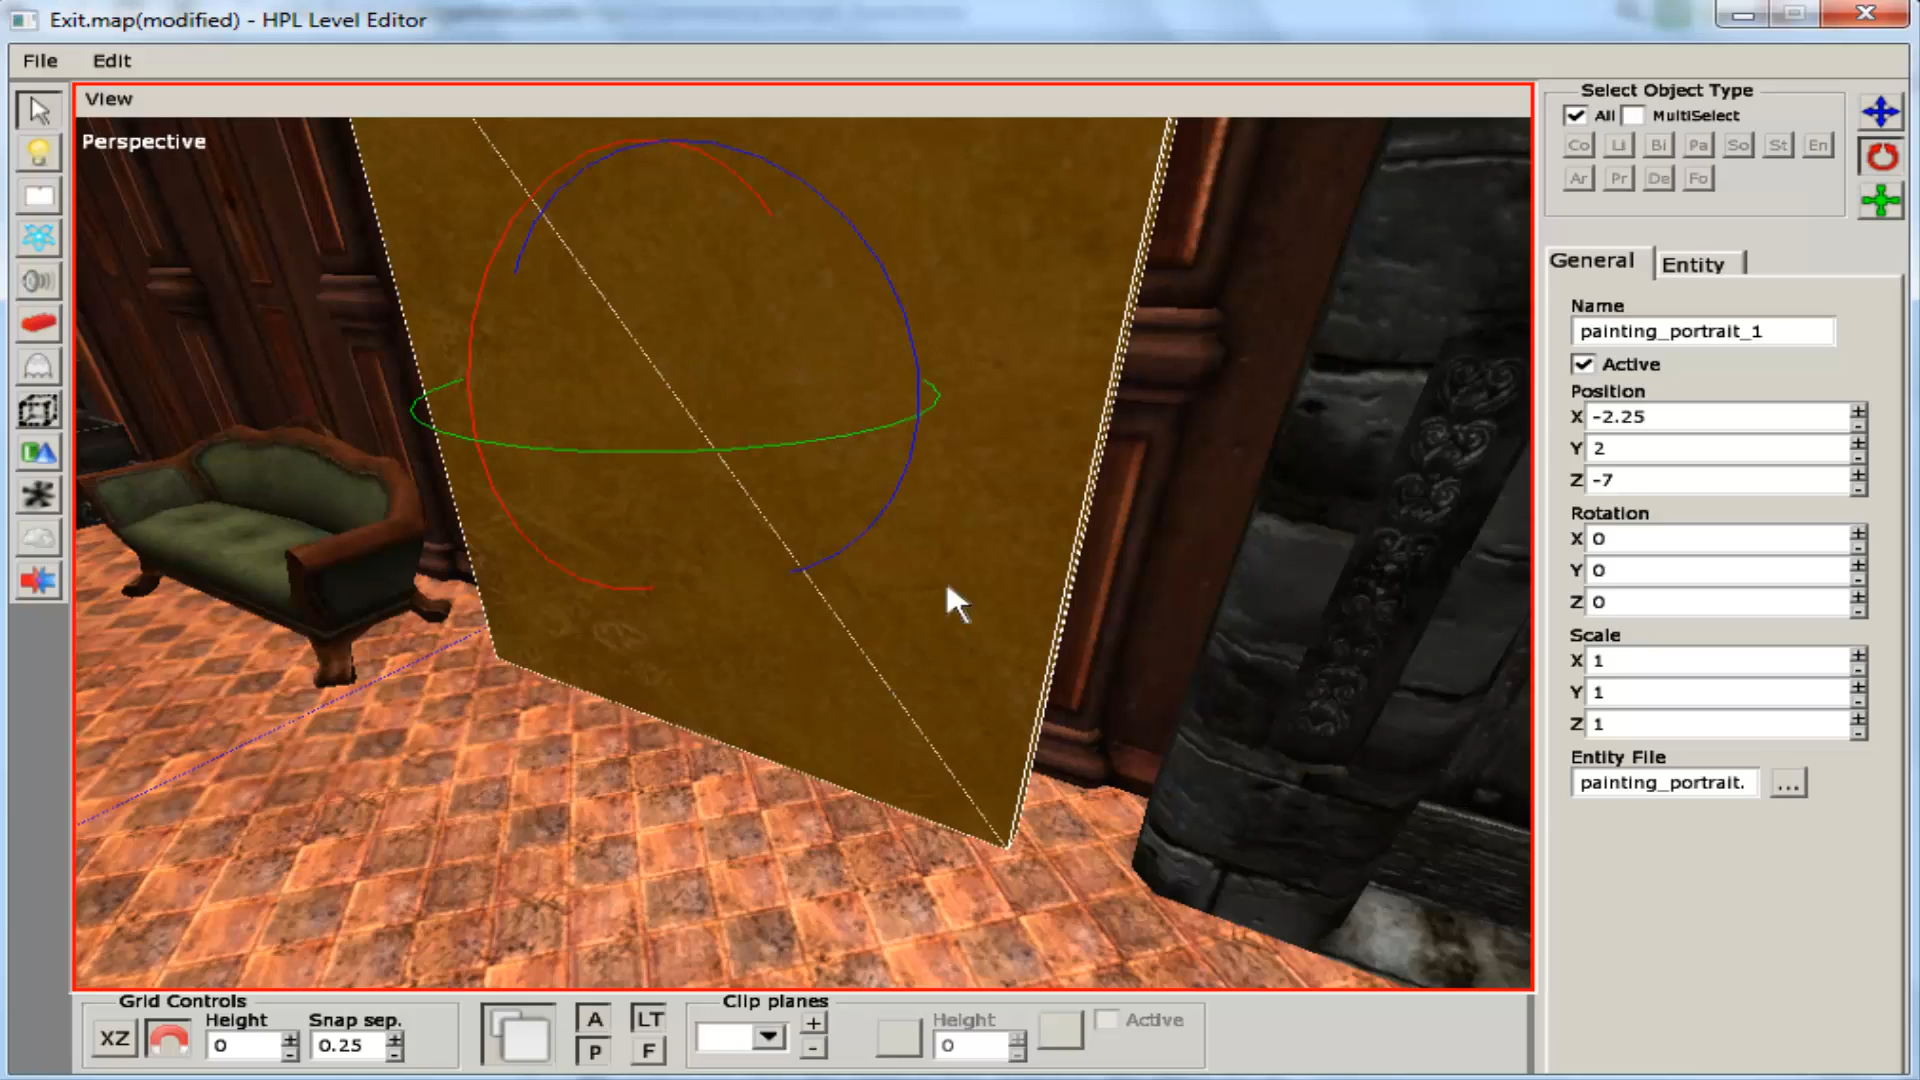 Exit.map(modified) - HPL Level Editor
File Edit
View
Perspective
Select Object Type
All MultiSelect
Co Li Bi Pa So St En
Ar Pr De Fo
General Entity
Name
painting_portrait_1
Active
Position
X -2.25
Y 2
Z -7
Rotation
X 0
Y 0
Z 0
Scale
X 1
Y 1
Z 1
Entity File
painting_portrait. ...
Grid Controls
XZ Height 0 Snap sep. 0.25
A LT
P F
Clip planes
+
-
Height 0 Active